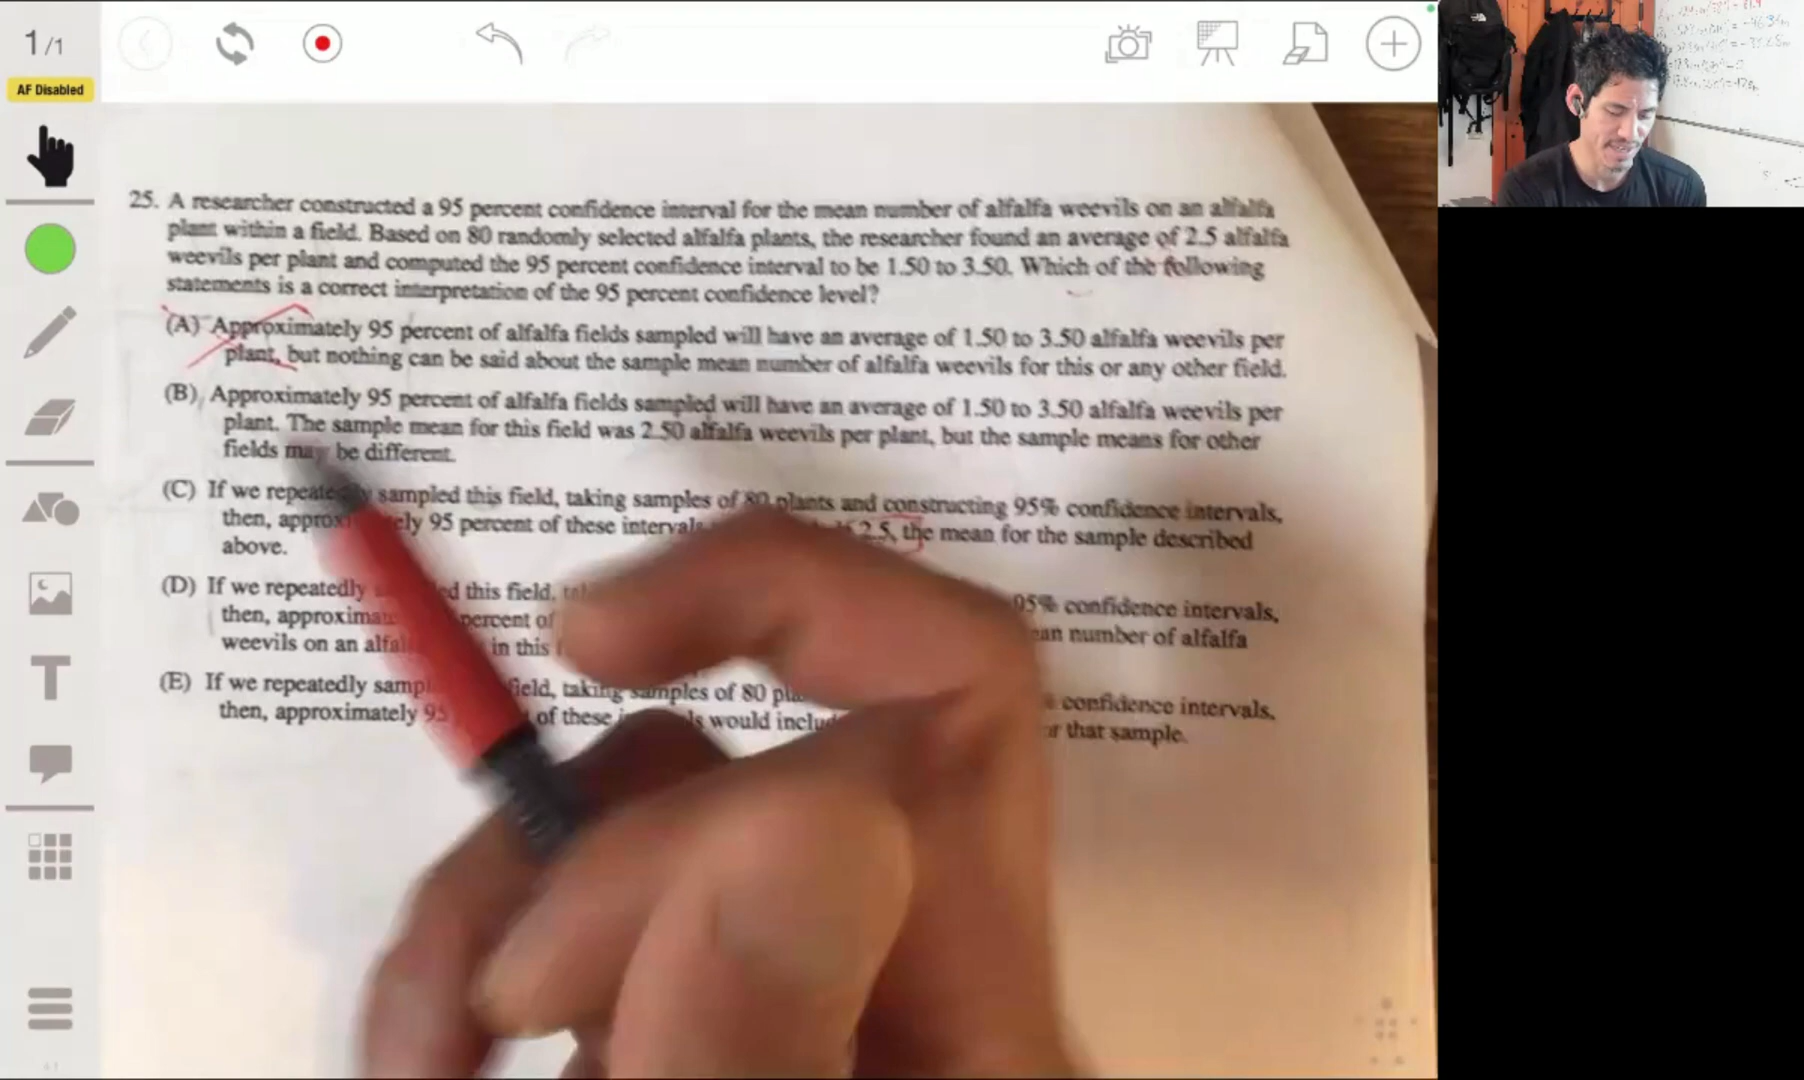 1/1
AF Disabled
25. A researcher constructed a 95 percent confidence interval for the mean number of alfalfa weevils on an alfalfa
plant within a field. Based on 80 randomly selected alfalfa plants, the researcher found an average of 2.5 alfalfa
weevils per plant and computed the 95 percent confidence interval to be 1.50 to 3.50. Which of the following
statements is a correct interpretation of the 95 percent confidence level?
(A) Approximately 95 percent of alfalfa fields sampled will have an average of 1.50 to 3.50 alfalfa weevils per
plant, but nothing can be said about the sample mean number of alfalfa weevils for this or any other field.
(B) Approximately 95 percent of alfalfa fields sampled will have an average of 1.50 to 3.50 alfalfa weevils per
plant. The sample mean for this field was 2.50 alfalfa weevils per plant, but the sample means for other
fields may be different.
(C) If we repeatedly sampled this field, taking samples of 80 plants and constructing 95% confidence intervals,
then, approximately 95 percent of these intervals 2.5, the mean for the sample described
above.
(D) If we repeatedly this field, 95% confidence intervals,
then, percent of mean number of alfalfa
weevils on an in this
(E) If we repeatedly field, taking samples of 80 confidence intervals,
then, approximately 95 of these would or that sample.
T